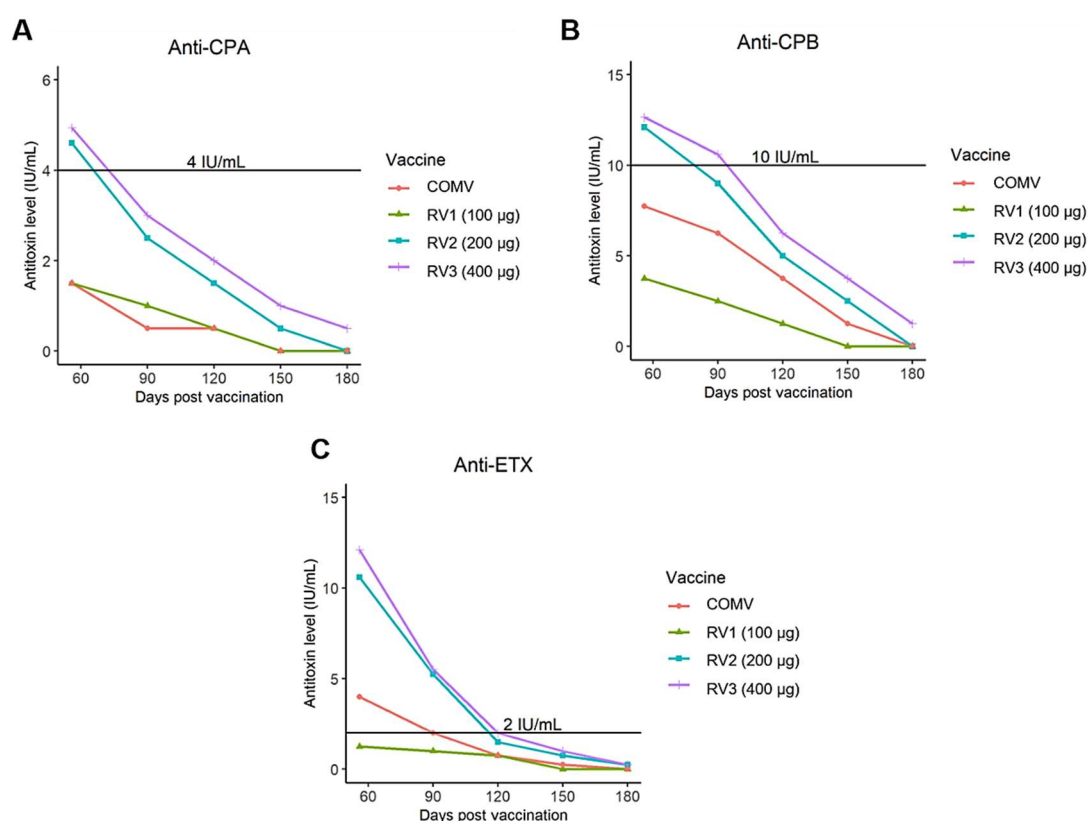 A
Anti-CPA
Antitoxin level (IU/mL)
6
4
2
0
4 IU/mL
60 90 120 150 180
Days post vaccination
Vaccine
COMV
RV1 (100 µg)
RV2 (200 µg)
RV3 (400 µg)
B
Anti-CPB
Antitoxin level (IU/mL)
15
10
5
0
10 IU/mL
60 90 120 150 180
Days post vaccination
Vaccine
COMV
RV1 (100 µg)
RV2 (200 µg)
RV3 (400 µg)
C
Anti-ETX
Antitoxin level (IU/mL)
15
10
5
0
2 IU/mL
60 90 120 150 180
Days post vaccination
Vaccine
COMV
RV1 (100 µg)
RV2 (200 µg)
RV3 (400 µg)